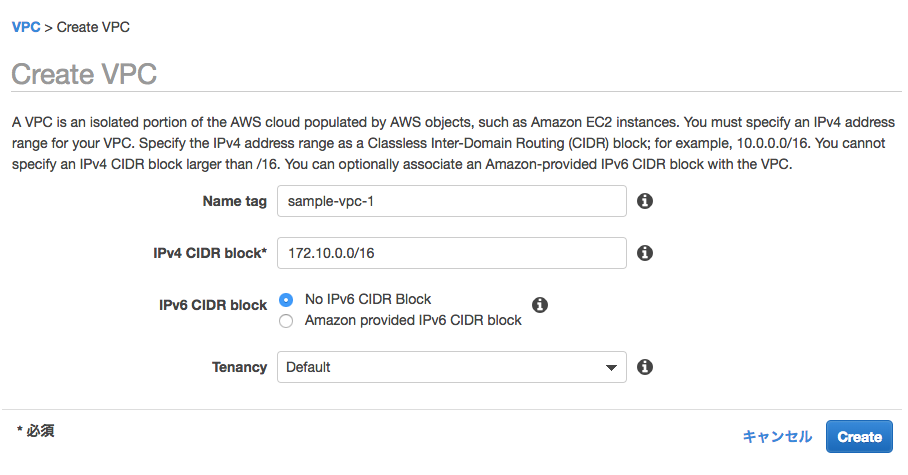 VPC > Create VPC
Create VPC
A VPC is an isolated portion of the AWS cloud populated by AWS objects, such as Amazon EC2 instances. You must specify an IPv4 address
range for your VPC. Specify the IPv4 address range as a Classless Inter-Domain Routing (CIDR) block; for example, 10.0.0.0/16. You cannot
specify an IPv4 CIDR block larger than /16. You can optionally associate an Amazon-provided IPv6 CIDR block with the VPC.
Name tag sample-vpc-1
IPv4 CIDR block* 172.10.0.0/16
IPv6 CIDR block No IPv6 CIDR Block
Amazon provided IPv6 CIDR block
Tenancy Default
* 必須
キャンセル Create